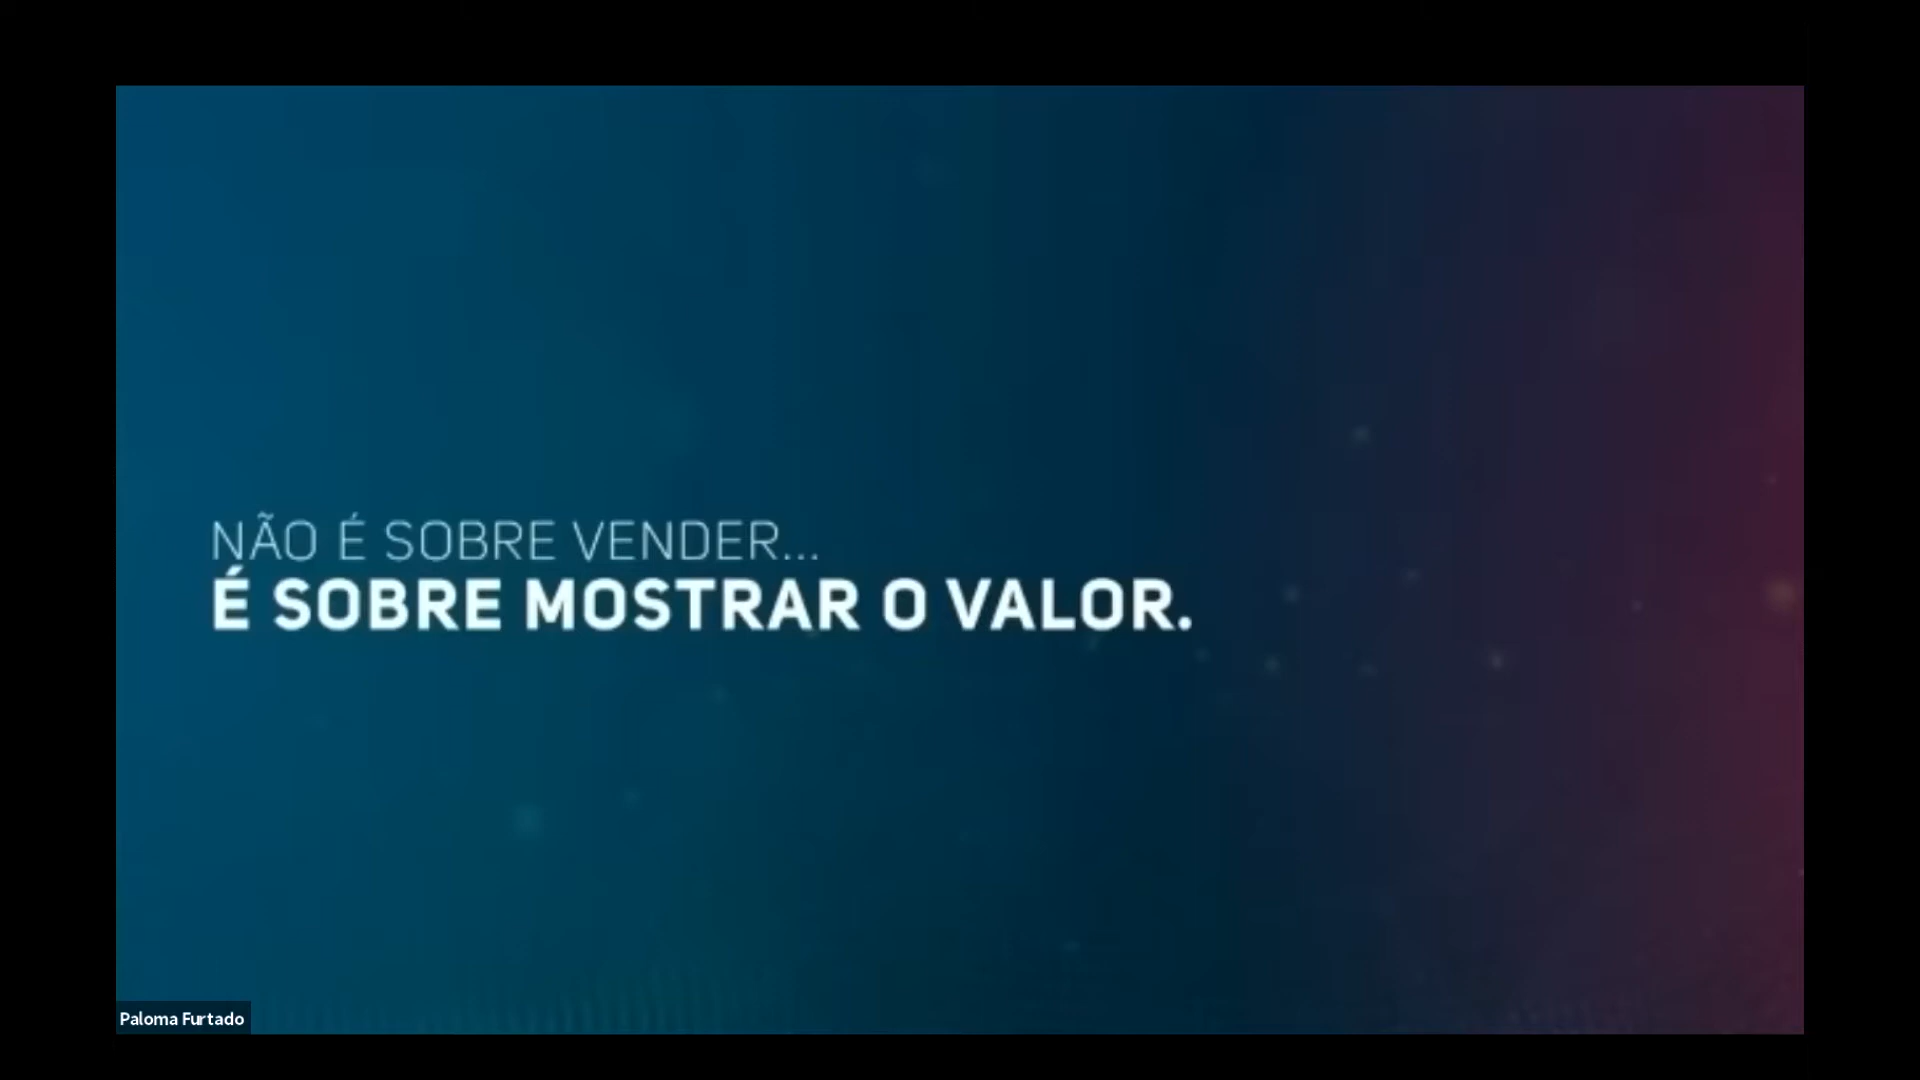 NÃO É SOBRE VENDER...
É SOBRE MOSTRAR O VALOR.
Paloma Furtado